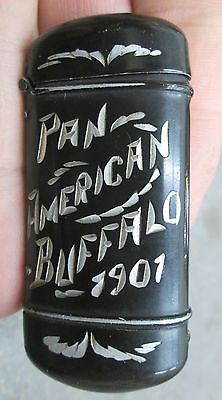 PAN-
AMERICAN
BUFFALO
1901